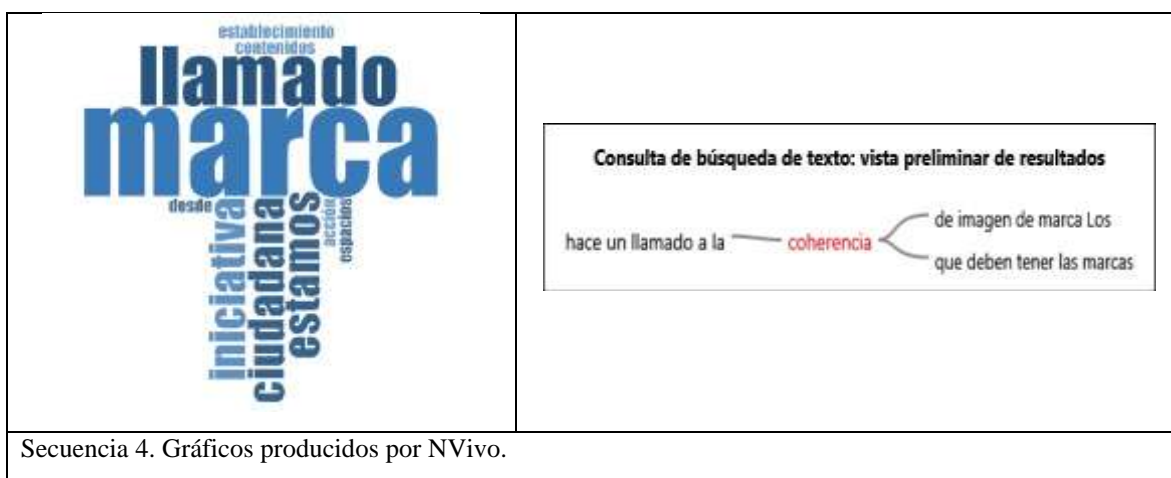 establecimiento
contenidos
llamado
marca
desde
iniciativa
ciudadana
estamos
acción
espacios
Consulta de búsqueda de texto: vista preliminar de resultados
hace un llamado a la
coherencia
de imagen de marca Los
que deben tener las marcas
Secuencia 4. Gráficos producidos por NVivo.